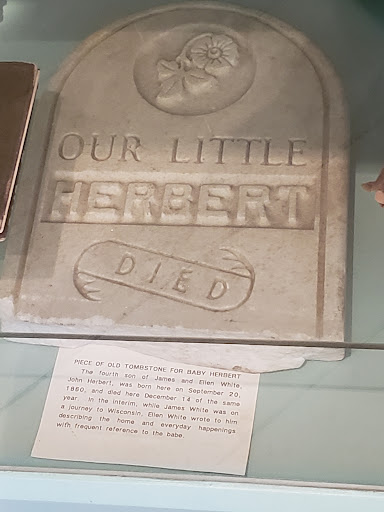 OUR LITTLE
HERBERT
DIED
PIECE OF OLD TOMBSTONE FOR BABY HERBERT
The fourth son of James and Ellen White,
John Herbert, was born here on September 20,
1860, and died here December 14 of the same
year. In the interim, while James White was on
a journey to Wisconsin, Ellen White wrote to him
describing the home and everyday happenings
with frequent reference to the babe.